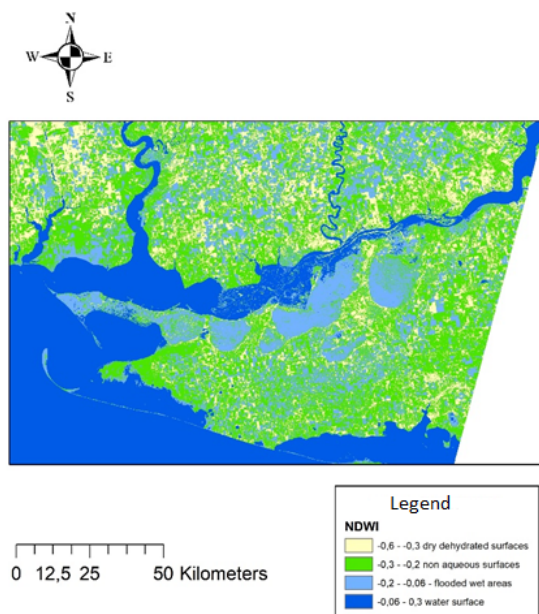 N
W E
S
0 12,5 25 50 Kilometers
Legend
NDWI
-0,6 - -0,3 dry dehydrated surfaces
-0,3 - -0,2 non aqueous surfaces
-0,2 - -0,06 - flooded wet areas
-0,06 - 0,3 water surface